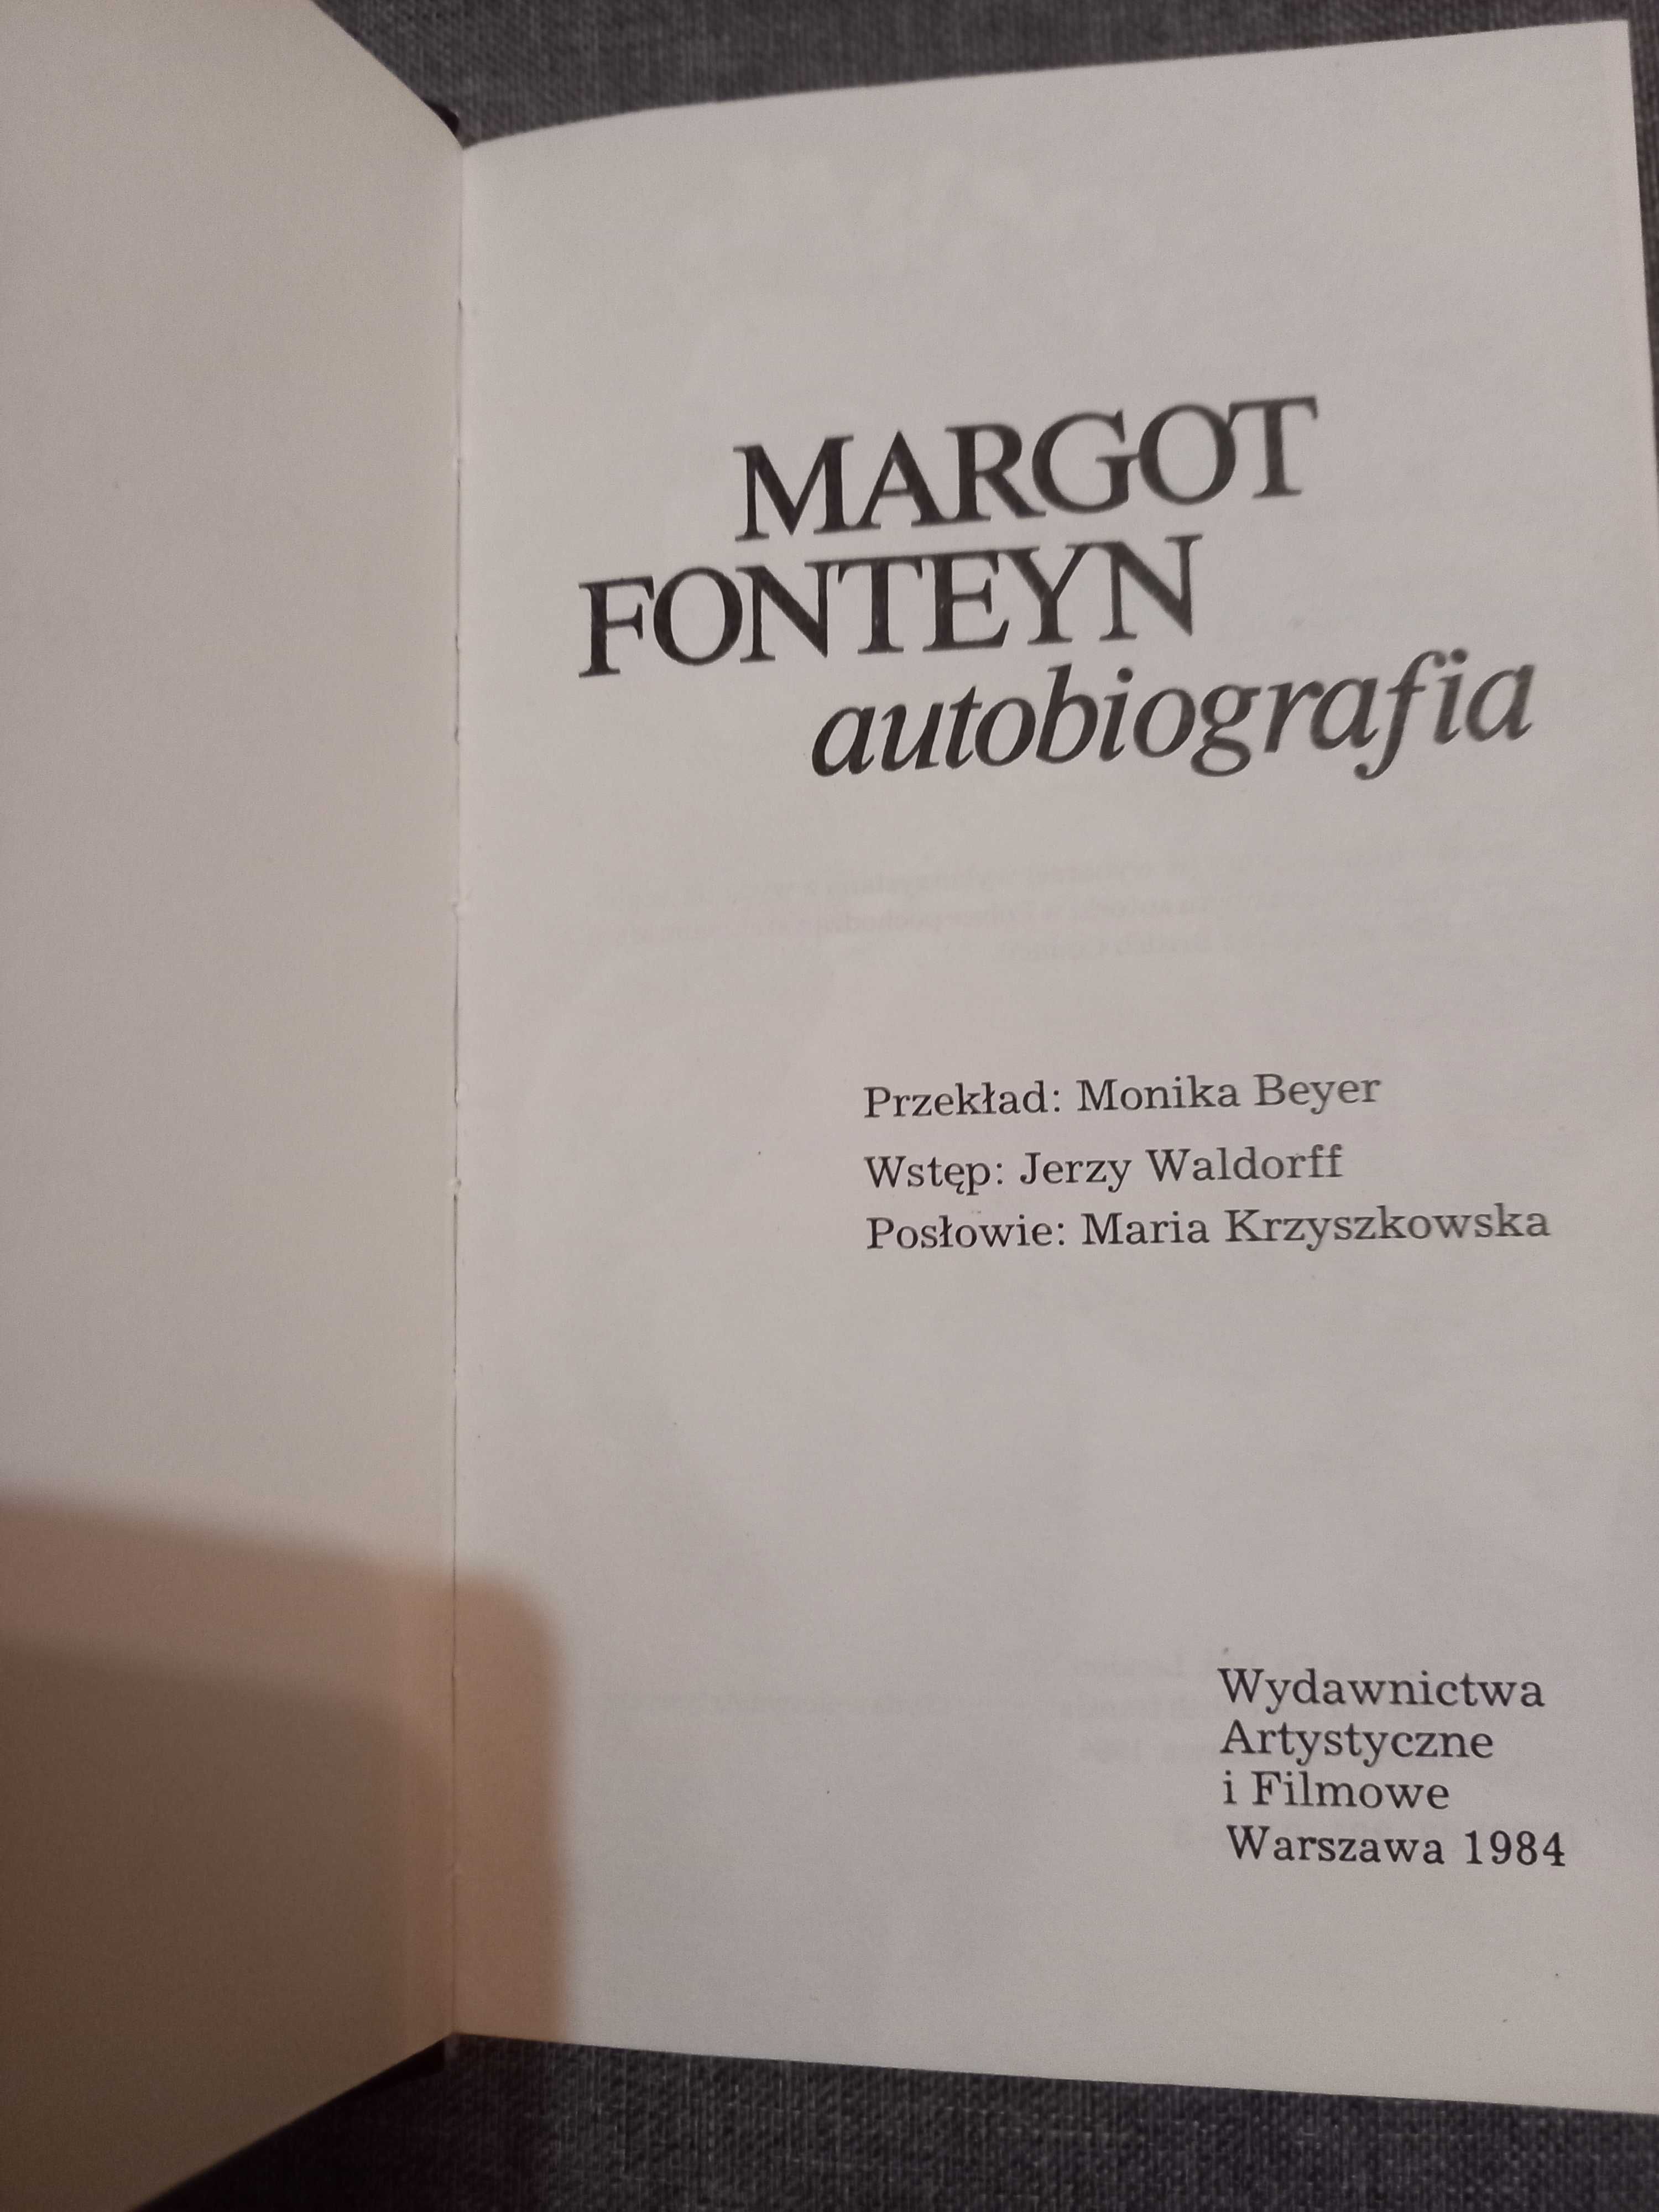 MARGOT
FONTEYN
autobiografia
Przekład: Monika Beyer
Wstęp: Jerzy Waldorff
Posłowie: Maria Krzyszkowska
Wydawnictwa
Artystyczne
i Filmowe
Warszawa 1984